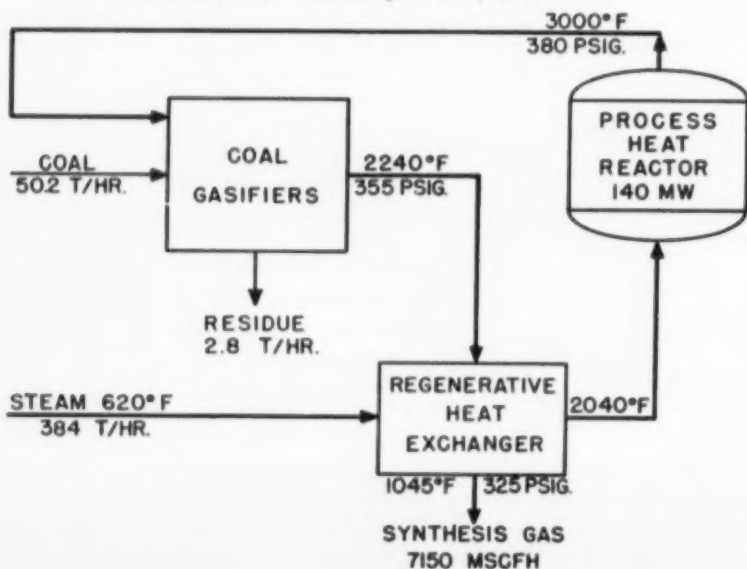 3000°F
380 PSIG.
PROCESS
HEAT
REACTOR
140 MW
COAL
GASIFIERS
COAL
50.2 T/HR.
2240°F
355 PSIG.
RESIDUE
2.8 T/HR.
STEAM 620°F
384 T/HR.
REGENERATIVE
HEAT
EXCHANGER
2040°F
1045°F 325 PSIG.
SYNTHESIS GAS
7150 MSCFH